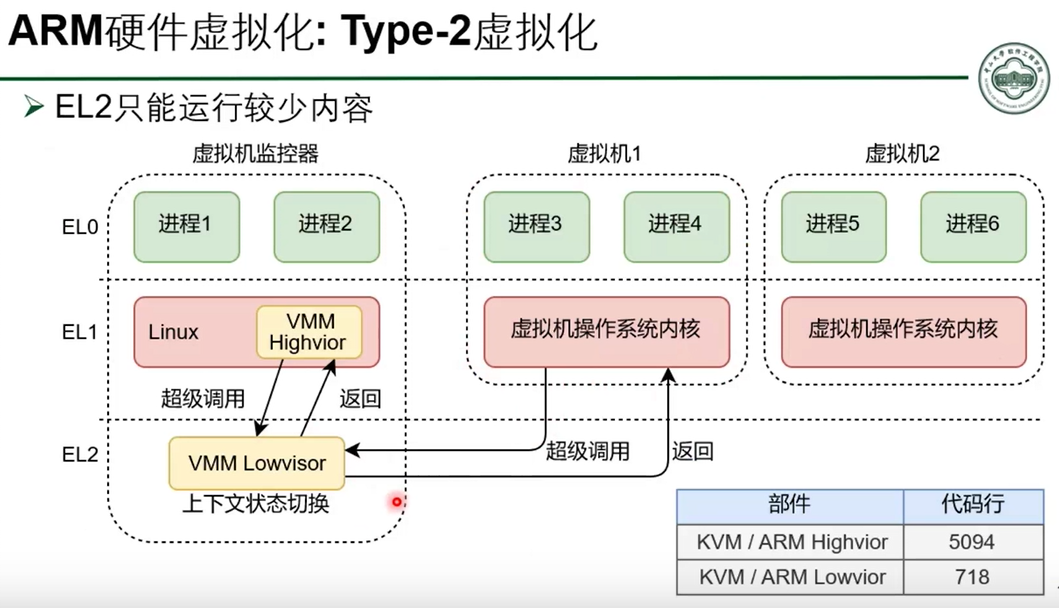 ARM硬件虚拟化: Type-2虚拟化
EL2只能运行较少内容
虚拟机监控器
虚拟机1
虚拟机2
EL0
进程1
进程2
进程3
进程4
进程5
进程6
EL1
Linux
VMM
Highvior
虚拟机操作系统内核
虚拟机操作系统内核
超级调用
返回
EL2
VMM Lowvisor
超级调用
返回
上下文状态切换
部件
代码行
KVM / ARM Highvior
5094
KVM / ARM Lowvior
718